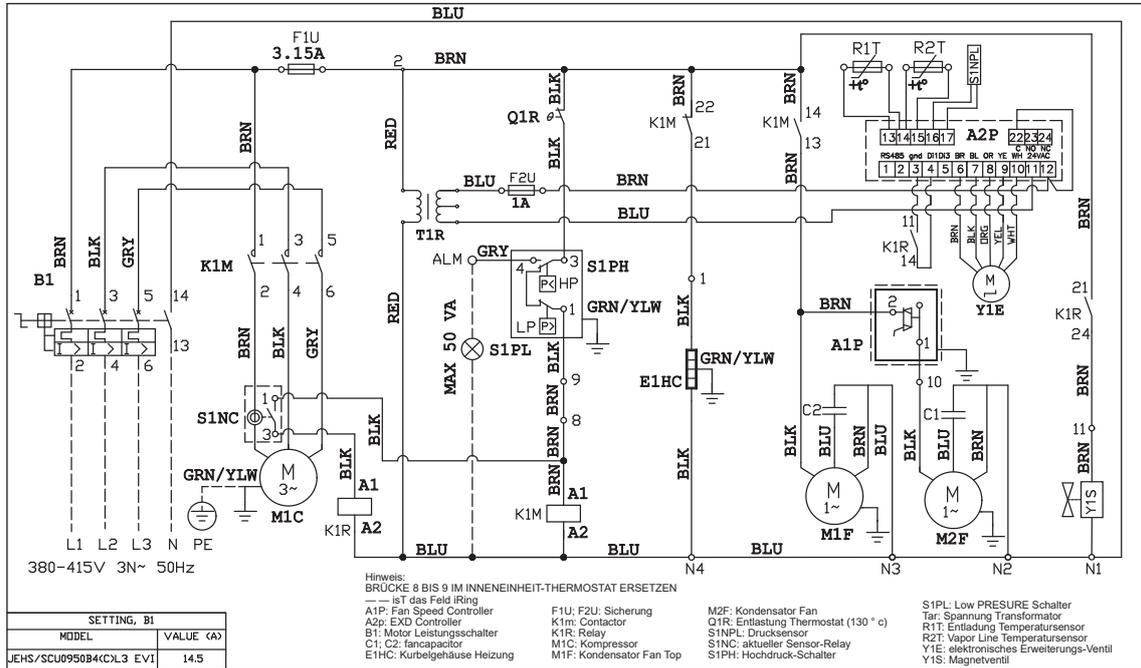 BLU
F1U
3.15A
2
BRN
R1T
R2T
S1NPL
+t°
+t°
BLK
BRN
BRN
22
14
Q1R
θ
K1M
K1M
21
13
BRN
RED
BLK
BRN
13 14 15 16 17
A2P
22 23 24
C NO NC
RS485 gnd DI1 DI3 BR BL OR YE WH 24VAC
1 2 3 4 5 6 7 8 9 10 11 12
BLU
F2U
1A
BRN
BLU
T1R
BRN
BRN
BLK
GRY
K1M
1 3 5
2 4 6
B1
1 3 5 14
13
2 4 6
11
K1R
14
BRN
BLK
ORG
YEL
WHT
M
Y1E
ALM
GRY
4
3
S1PH
P<
HP
1
LP
P>
GRN/YLW
1
BLK
BRN
2
A1P
1
21
K1R
24
BRN
BLK
GRY
RED
MAX 50 VA
S1PL
BLK
9
BRN
8
BRN
E1HC
GRN/YLW
10
BRN
S1NC
1
3
BLK
C2
C1
11
BLK
BLU
BRN
BLU
BLK
BLU
BRN
BRN
GRN/YLW
M
3~
M1C
BLK
A1
K1R
A2
BRN
A1
K1M
A2
BLK
M
1~
M1F
M
1~
M2F
Y1S
L1 L2 L3 N PE
380-415V 3N~ 50Hz
BLU
BLU
BLU
N4
N3
N2
N1
Hinweis:
BRÜCKE 8 BIS 9 IM INNENEINHEIT-THERMOSTAT ERSETZEN
— — isT das Feld iRing
A1P: Fan Speed Controller
A2p: EXD Controller
B1: Motor Leistungsschalter
C1; C2: fancapacitor
E1HC: Kurbelgehäuse Heizung
F1U; F2U: Sicherung
K1m: Contactor
K1R: Relay
M1C: Kompressor
M1F: Kondensator Fan Top
M2F: Kondensator Fan
Q1R: Entlastung Thermostat (130 ° c)
S1NPL: Drucksensor
S1NC: aktueller Sensor-Relay
S1PH: Hochdruck-Schalter
S1PL: Low PRESURE Schalter
Tar: Spannung Transformator
R1T: Entladung Temperatursensor
R2T: Vapor Line Temperatursensor
Y1E: elektronisches Erweiterungs-Ventil
Y1S: Magnetventil
SETTING, B1
MODEL VALUE (A)
JEHS/SCU0950B4(C)L3 EVI 14.5